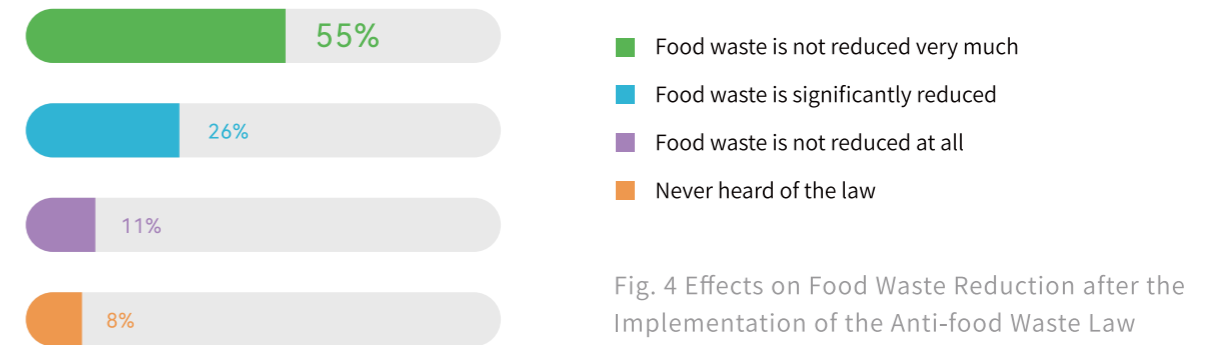 55%
26%
11%
8%
Food waste is not reduced very much
Food waste is significantly reduced
Food waste is not reduced at all
Never heard of the law
Fig. 4 Effects on Food Waste Reduction after the
Implementation of the Anti-food Waste Law